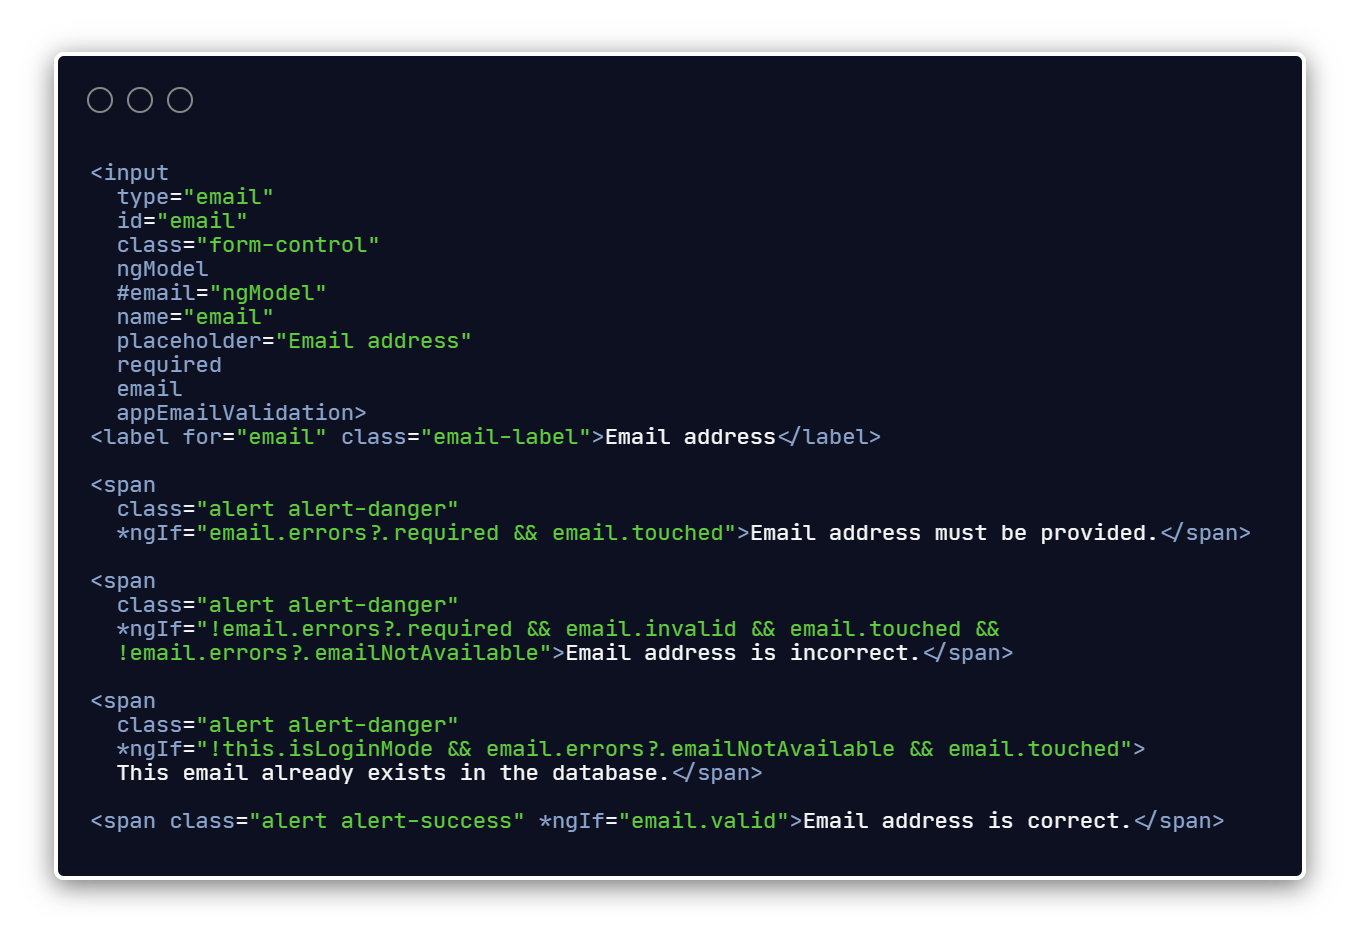 <input
type="email"
id="email"
class="form-control"
ngModel
#email="ngModel"
name="email"
placeholder="Email address"
required
email
appEmailValidation>
<label for="email" class="email-label">Email address</label>
<span
class="alert alert-danger"
*ngIf="email.errors?.required && email.touched">Email address must be provided.</span>
<span
class="alert alert-danger"
*ngIf="!email.errors?.required && email.invalid && email.touched &&
!email.errors?.emailNotAvailable">Email address is incorrect.</span>
<span
class="alert alert-danger"
*ngIf="!this.isLoginMode && email.errors?.emailNotAvailable && email.touched">
This email already exists in the database.</span>
<span class="alert alert-success" *ngIf="email.valid">Email address is correct.</span>